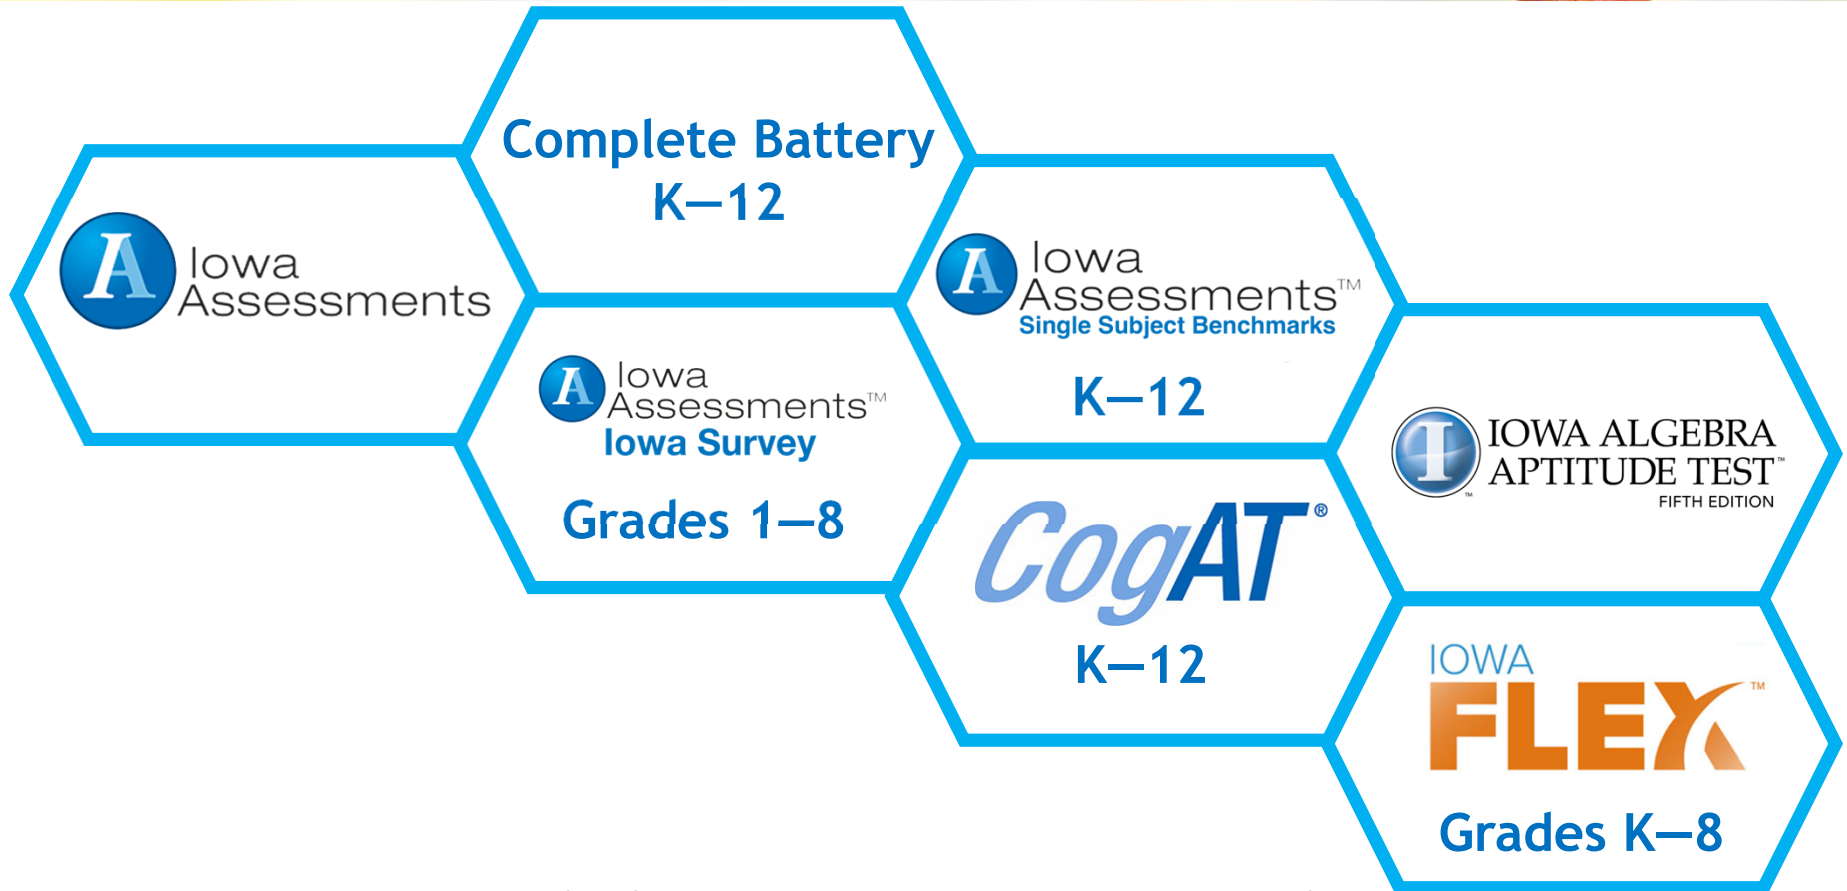 Complete Battery
K—12
A
Iowa
Assessments
A
Iowa
Assessments™
Single Subject Benchmarks
K—12
A
Iowa
Assessments™
Iowa Survey
Grades 1—8
I
™
IOWA ALGEBRA
APTITUDE TEST™
FIFTH EDITION
CogAT®
K—12
IOWA
FLEX™
Grades K—8